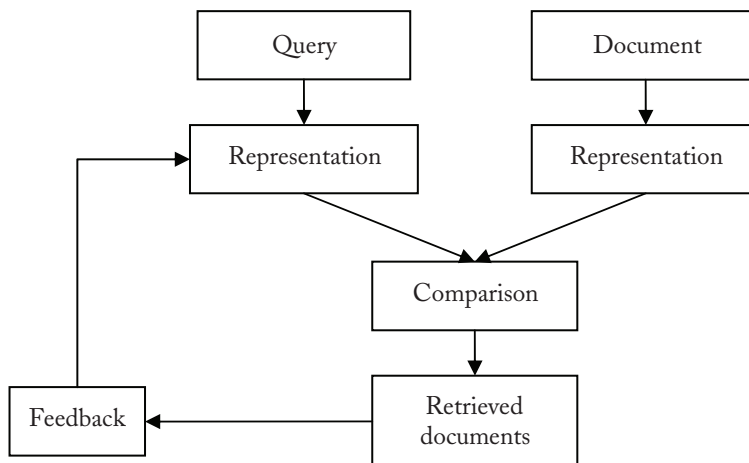 Query
Document
Representation
Representation
Comparison
Feedback
Retrieved
documents